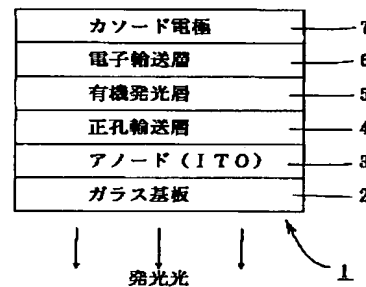 カソード電極 7
電子輸送層 6
有機発光層 5
正孔輸送層 4
アノード(ITO) 3
ガラス基板 2
1
発光光